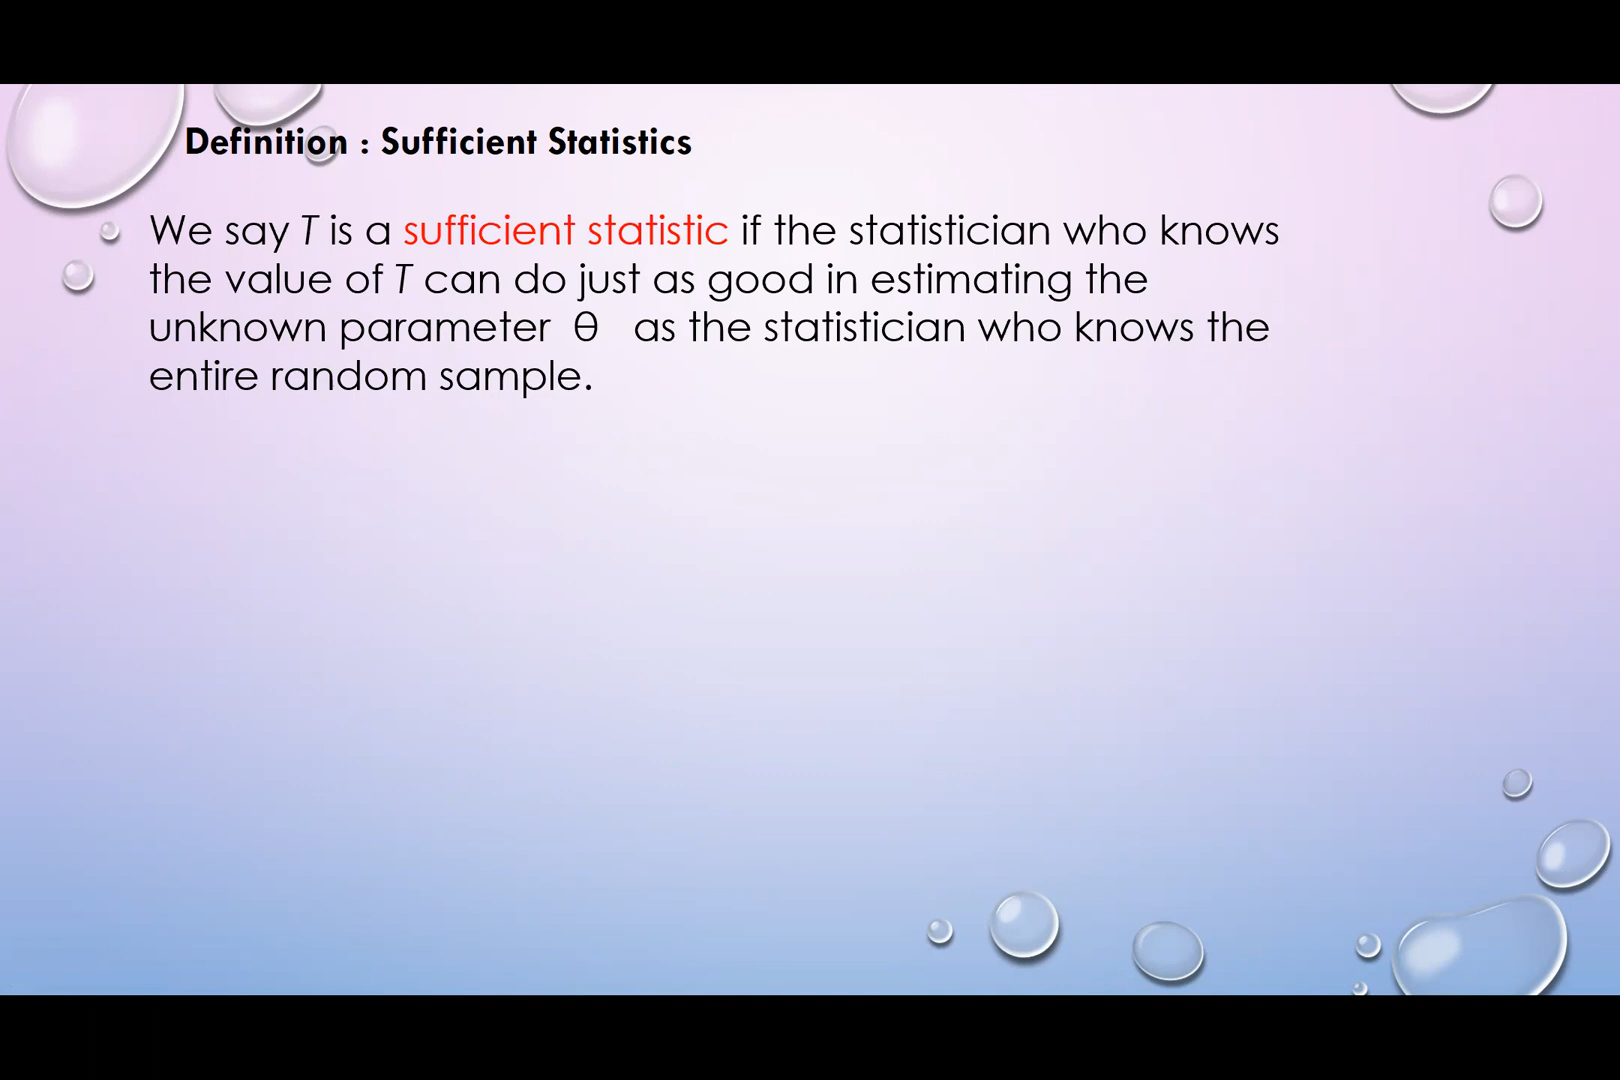 Definition : Sufficient Statistics
We say T is a sufficient statistic if the statistician who knows
the value of T can do just as good in estimating the
unknown parameter θ as the statistician who knows the
entire random sample.